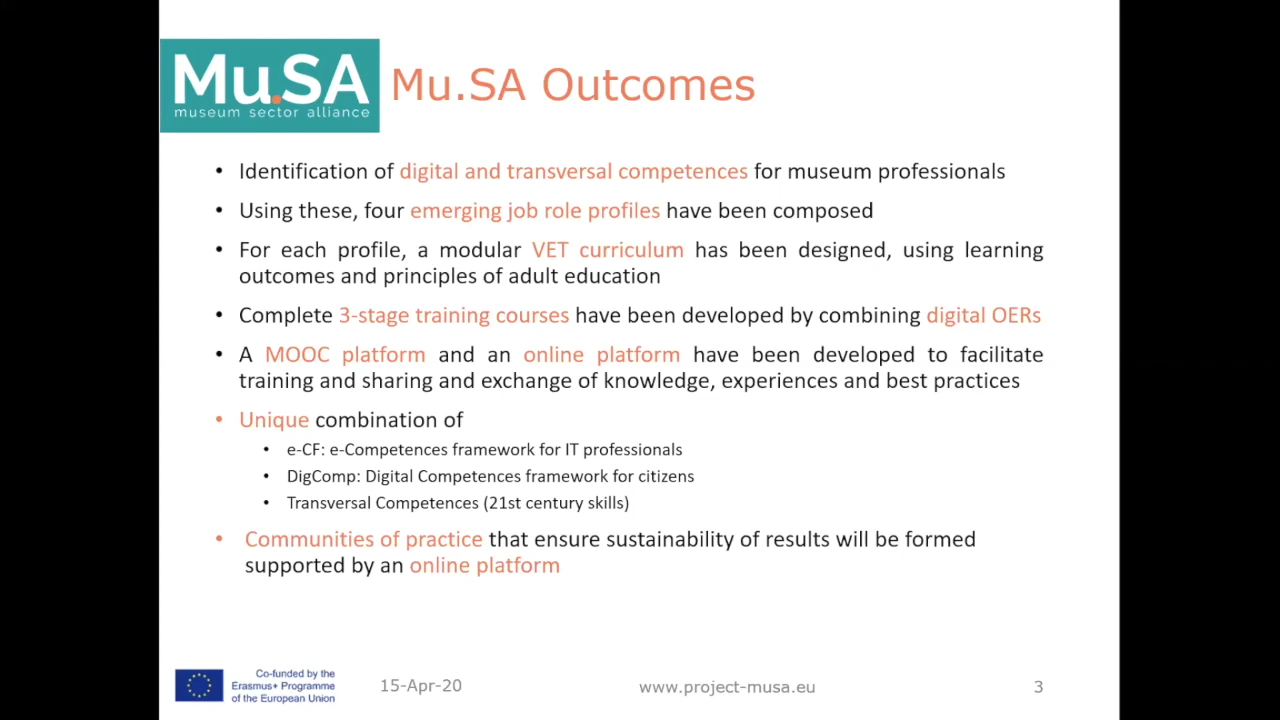 Mu.SA
museum sector alliance
Mu.SA Outcomes
• Identification of digital and transversal competences for museum professionals
• Using these, four emerging job role profiles have been composed
• For each profile, a modular VET curriculum has been designed, using learning
outcomes and principles of adult education
• Complete 3-stage training courses have been developed by combining digital OERs
• A MOOC platform and an online platform have been developed to facilitate
training and sharing and exchange of knowledge, experiences and best practices
• Unique combination of
• e-CF: e-Competences framework for IT professionals
• DigComp: Digital Competences framework for citizens
• Transversal Competences (21st century skills)
• Communities of practice that ensure sustainability of results will be formed
supported by an online platform
Co-funded by the
Erasmus+ Programme
of the European Union
15-Apr-20
www.project-musa.eu
3